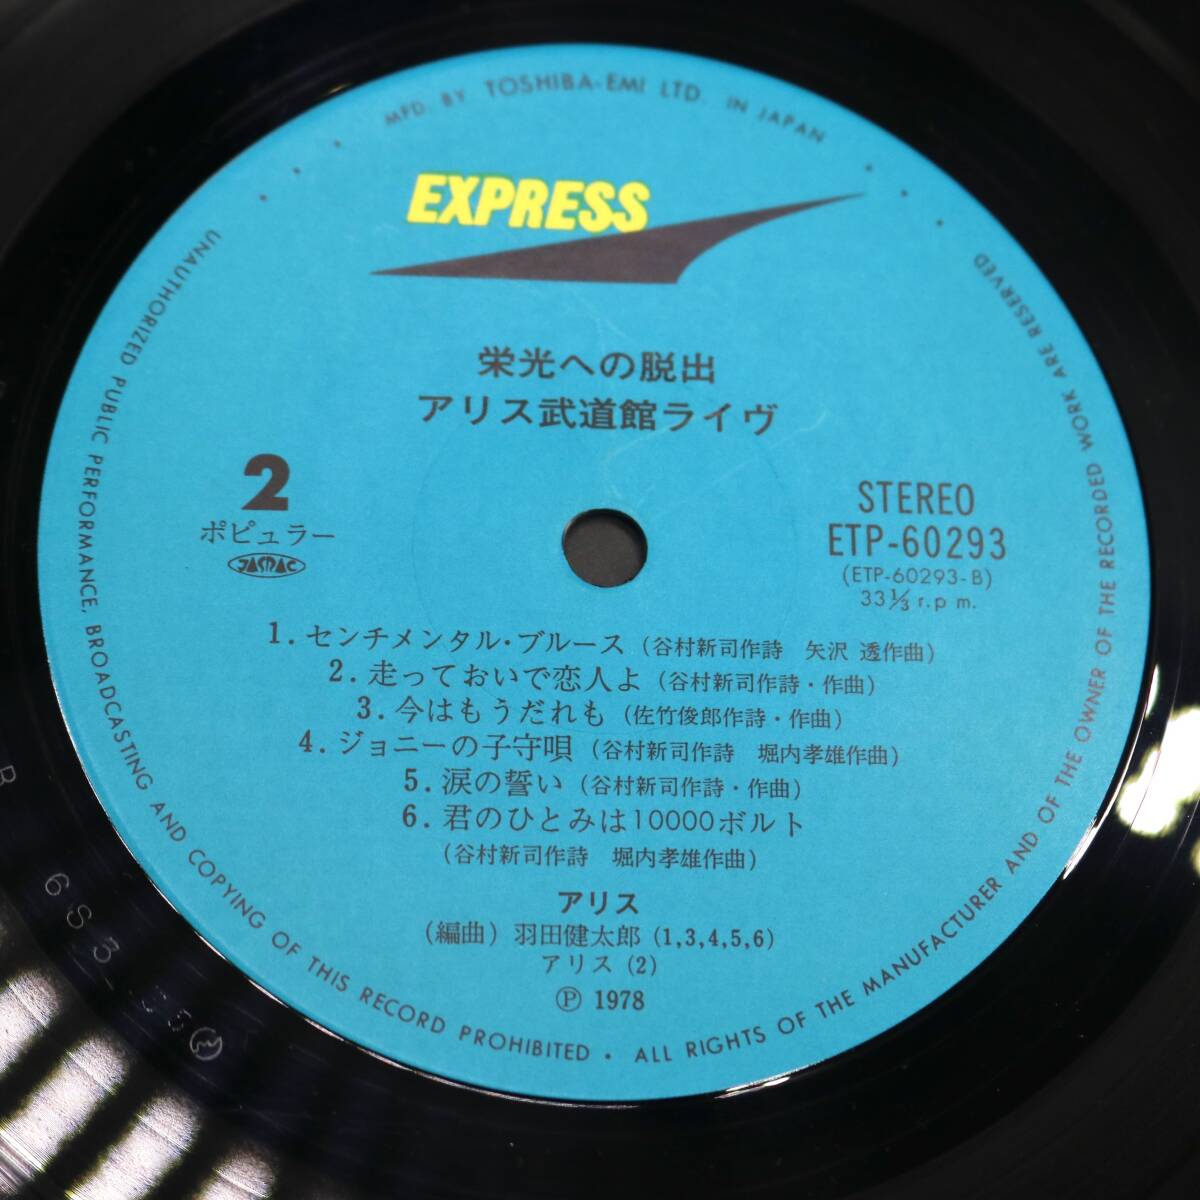 MFD. BY TOSHIBA-EMI LTD. IN JAPAN
EXPRESS
栄光への脱出
アリス武道館ライヴ
2
ポピュラー
JASRAC
STEREO
ETP-60293
(ETP-60293-B)
33⅓ r.p m.
1. センチメンタル・ブルース (谷村新司作詩 矢沢 透作曲)
2. 走っておいで恋人よ (谷村新司作詩・作曲)
3. 今はもうだれも (佐竹俊郎作詩・作曲)
4. ジョニーの子守唄 (谷村新司作詩 堀内孝雄作曲)
5. 涙の誓い (谷村新司作詩・作曲)
6. 君のひとみは10000ボルト
(谷村新司作詩 堀内孝雄作曲)
アリス
(編曲) 羽田健太郎 (1,3,4,5,6)
アリス (2)
Ⓟ 1978
UNAUTHORIZED PUBLIC PERFORMANCE, BROADCASTING AND COPYING OF THIS RECORD PROHIBITED • ALL RIGHTS OF THE MANUFACTURER AND OF THE OWNER OF THE RECORDED WORK ARE RESERVED